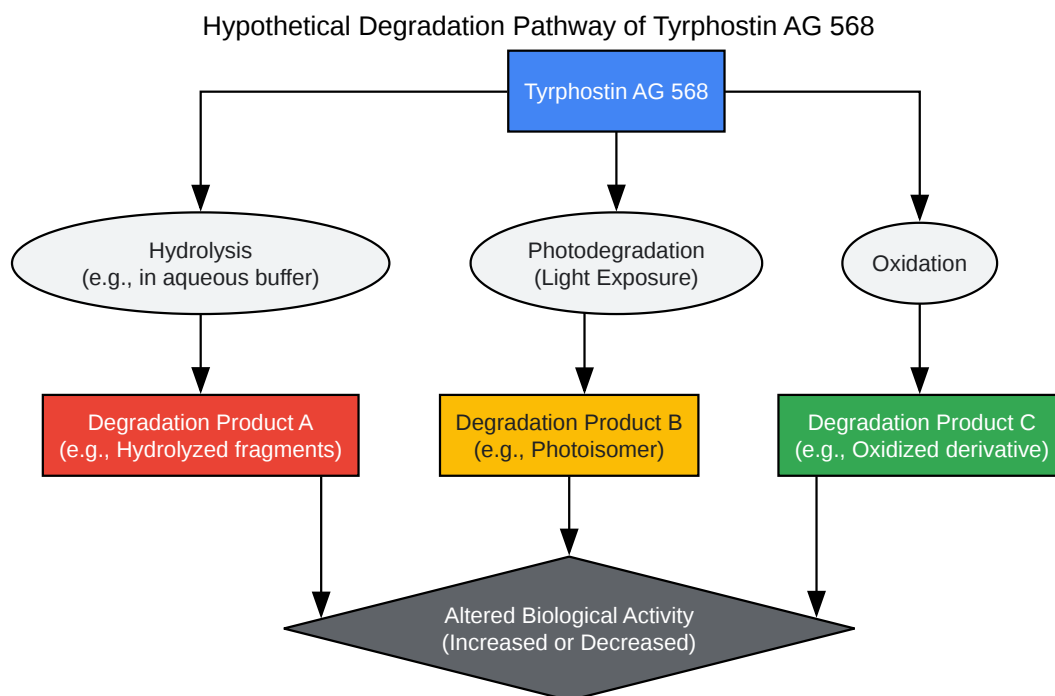 Hypothetical Degradation Pathway of Tyrphostin AG 568
Tyrphostin AG 568
Hydrolysis
(e.g., in aqueous buffer)
Photodegradation
(Light Exposure)
Oxidation
Degradation Product A
(e.g., Hydrolyzed fragments)
Degradation Product B
(e.g., Photoisomer)
Degradation Product C
(e.g., Oxidized derivative)
Altered Biological Activity
(Increased or Decreased)